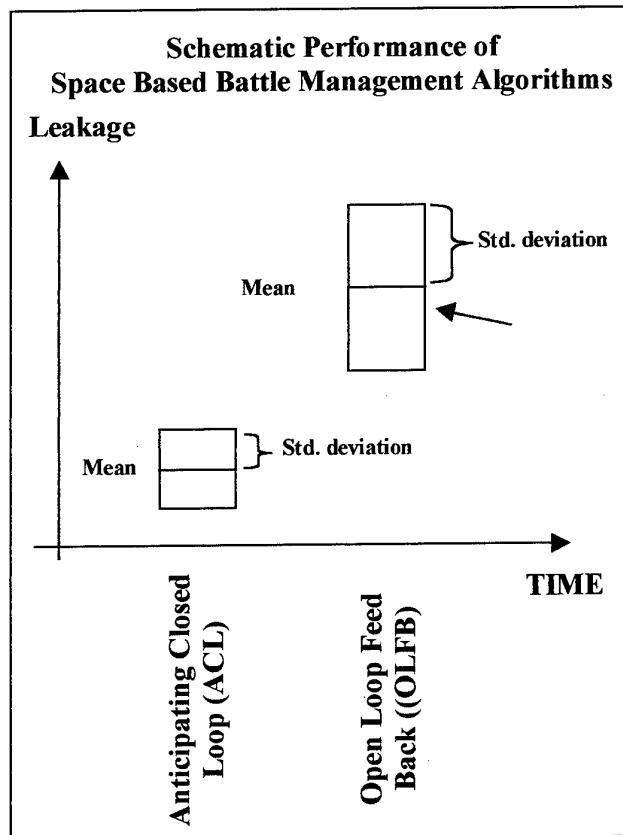 Schematic Performance of
Space Based Battle Management Algorithms
Leakage
Std. deviation
Mean
Mean
Std. deviation
TIME
Anticipating Closed
Loop (ACL)
Open Loop Feed
Back ((OLFB)